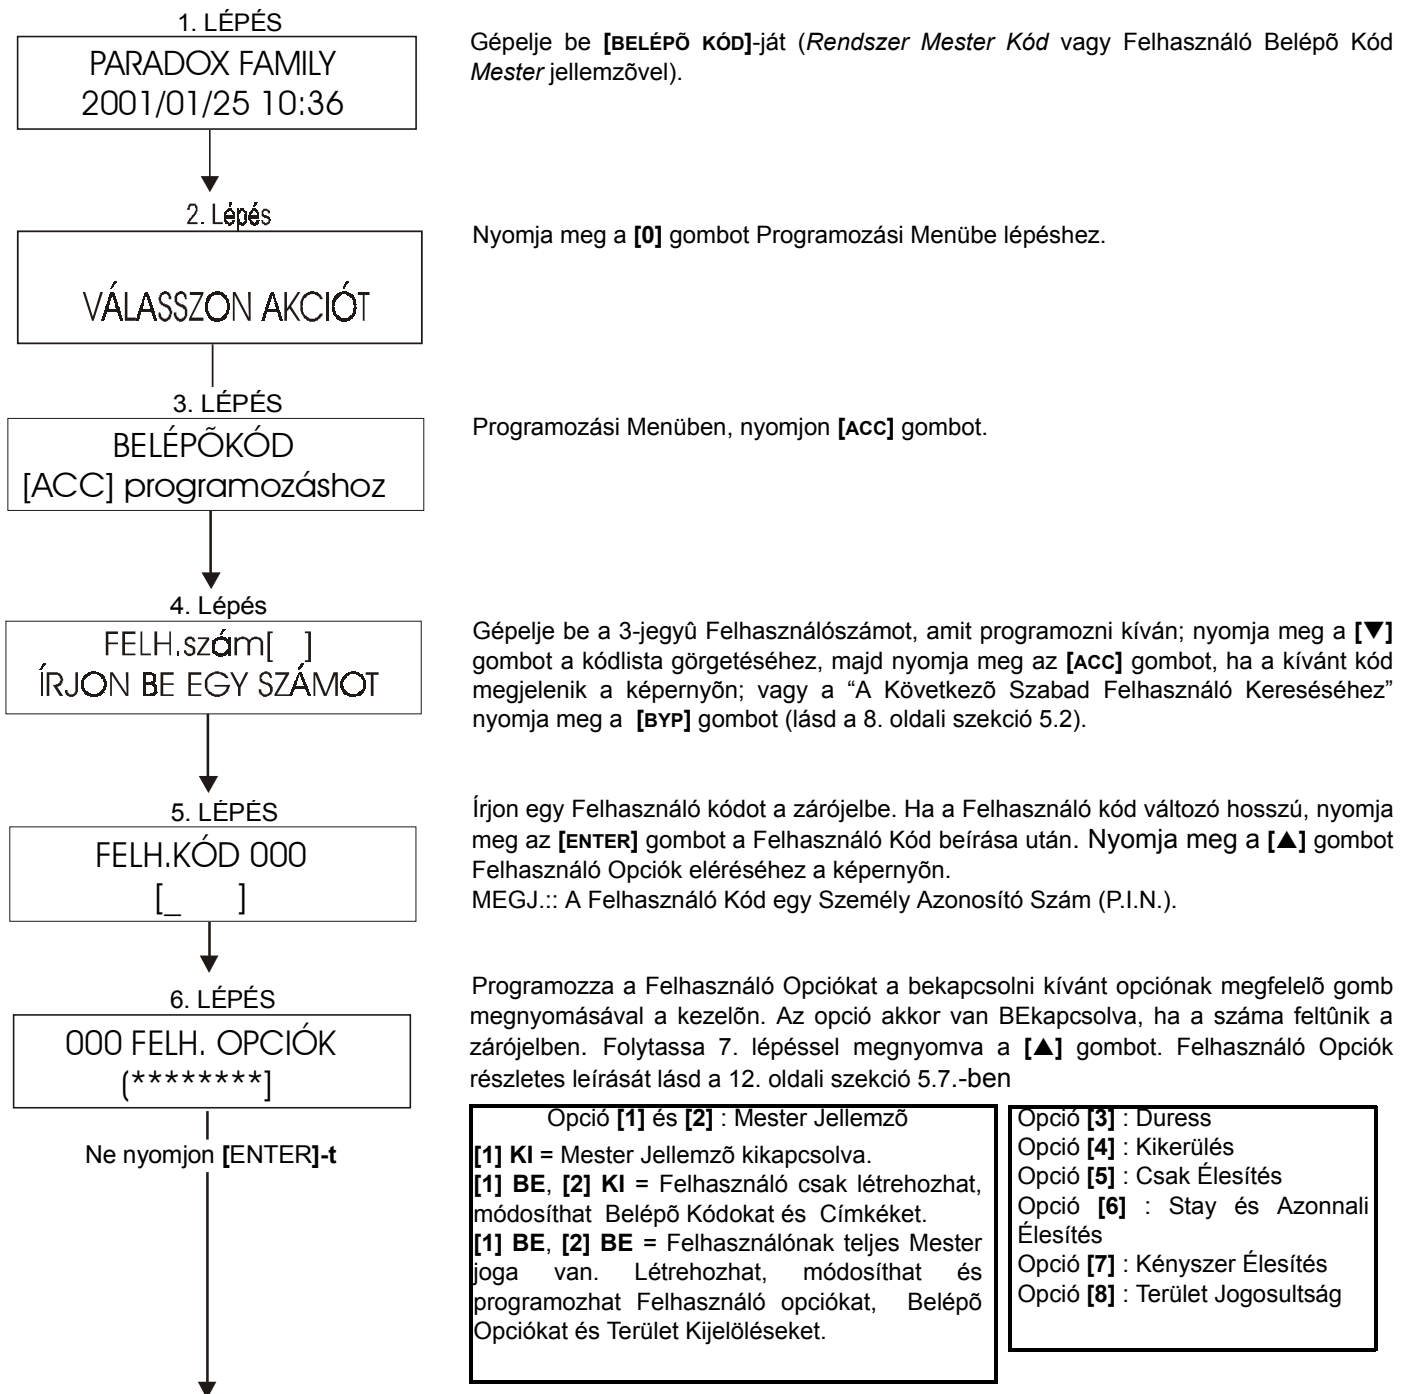 1. LÉPÉS
PARADOX FAMILY
2001/01/25 10:36
Gépelje be [BELÉPÕ KÓD]-ját (Rendszer Mester Kód vagy Felhasználó Belépõ Kód
Mester jellemzõvel).
2. Lépés
VÁLASSZON AKCIÓT
Nyomja meg a [0] gombot Programozási Menübe lépéshez.
3. LÉPÉS
BELÉPÕKÓD
[ACC] programozáshoz
Programozási Menüben, nyomjon [ACC] gombot.
4. Lépés
FELH.szám[   ]
ÍRJON BE EGY SZÁMOT
Gépelje be a 3-jegyû Felhasználószámot, amit programozni kíván; nyomja meg a [▼]
gombot a kódlista görgetéséhez, majd nyomja meg az [ACC] gombot, ha a kívánt kód
megjelenik a képernyõn; vagy a “A Következõ Szabad Felhasználó Kereséséhez”
nyomja meg a [BYP] gombot (lásd a 8. oldali szekció 5.2).
5. LÉPÉS
FELH.KÓD 000
[_    ]
Írjon egy Felhasználó kódot a zárójelbe. Ha a Felhasználó kód változó hosszú, nyomja
meg az [ENTER] gombot a Felhasználó Kód beírása után. Nyomja meg a [▲] gombot
Felhasználó Opciók eléréséhez a képernyõn.
MEGJ.:: A Felhasználó Kód egy Személy Azonosító Szám (P.I.N.).
6. LÉPÉS
000 FELH. OPCIÓK
(********]
Ne nyomjon [ENTER]-t
Programozza a Felhasználó Opciókat a bekapcsolni kívánt opciónak megfelelõ gomb
megnyomásával a kezelõn. Az opció akkor van BEkapcsolva, ha a száma feltûnik a
zárójelben. Folytassa 7. lépéssel megnyomva a [▲] gombot. Felhasználó Opciók
részletes leírását lásd a 12. oldali szekció 5.7.-ben
Opció [1] és [2] : Mester Jellemzõ
[1] KI = Mester Jellemzõ kikapcsolva.
[1] BE, [2] KI = Felhasználó csak létrehozhat,
módosíthat Belépõ Kódokat és Címkéket.
[1] BE, [2] BE = Felhasználónak teljes Mester
joga van. Létrehozhat, módosíthat és
programozhat Felhasználó opciókat, Belépõ
Opciókat és Terület Kijelöléseket.
Opció [3] : Duress
Opció [4] : Kikerülés
Opció [5] : Csak Élesítés
Opció [6] : Stay és Azonnali
Élesítés
Opció [7] : Kényszer Élesítés
Opció [8] : Terület Jogosultság